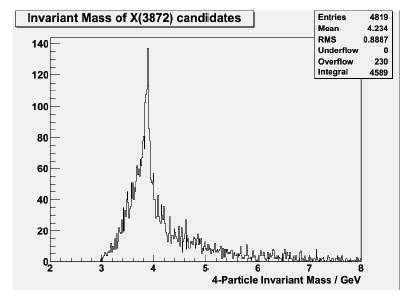 Invariant Mass of X(3872) candidates
Entries 4819
Mean 4.234
RMS 0.8887
Underflow 0
Overflow 230
Integral 4589
140
120
100
80
60
40
20
0
2 3 4 5 6 7 8
4-Particle Invariant Mass / GeV